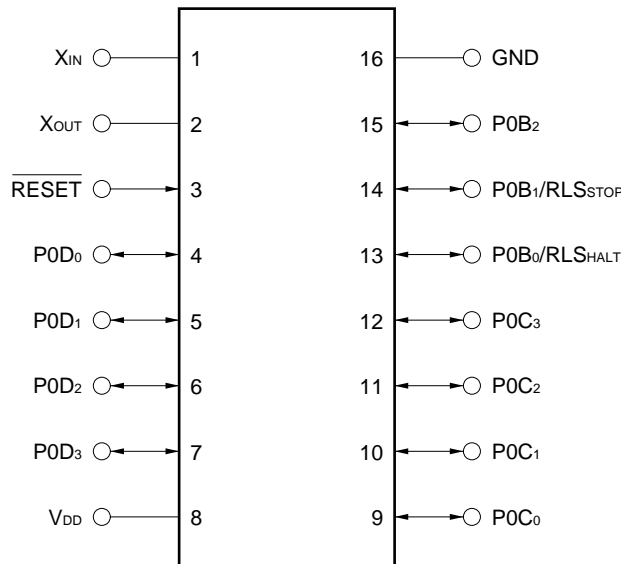 XIN 1 16 GND
XOUT 2 15 P0B2
RESET 3 14 P0B1/RLSSTOP
P0D0 4 13 P0B0/RLSHALT
P0D1 5 12 P0C3
P0D2 6 11 P0C2
P0D3 7 10 P0C1
VDD 8 9 P0C0